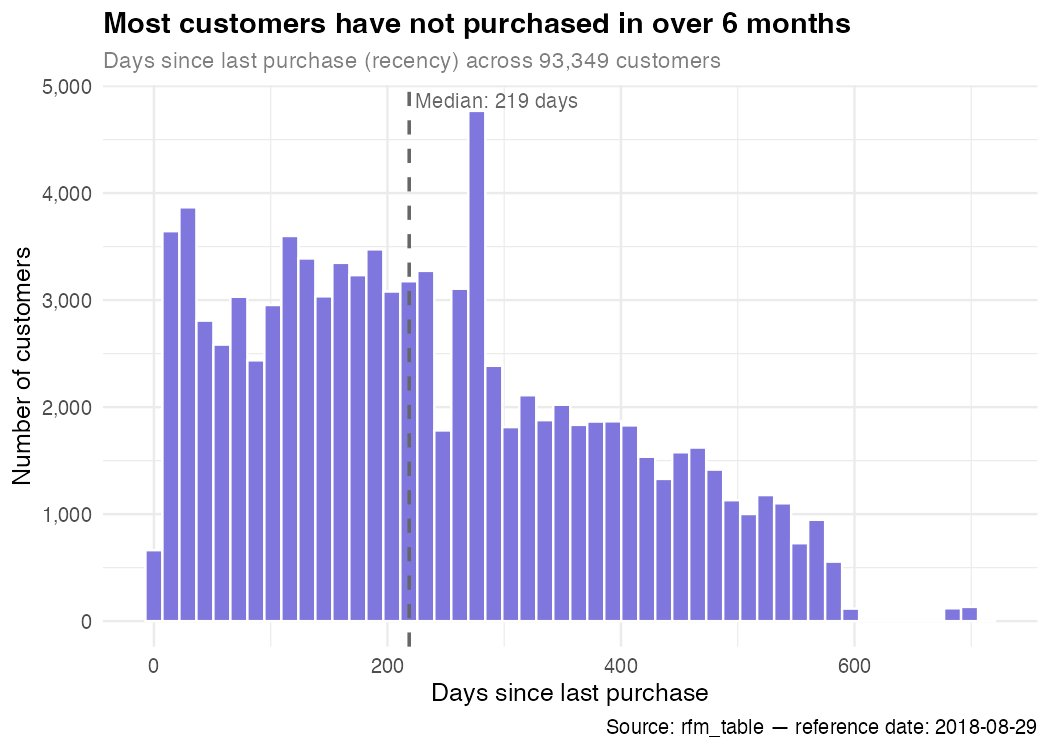 Most customers have not purchased in over 6 months
Days since last purchase (recency) across 93,349 customers
Median: 219 days
5,000
4,000
3,000
2,000
1,000
0
Number of customers
0
200
400
600
Days since last purchase
Source: rfm_table — reference date: 2018-08-29